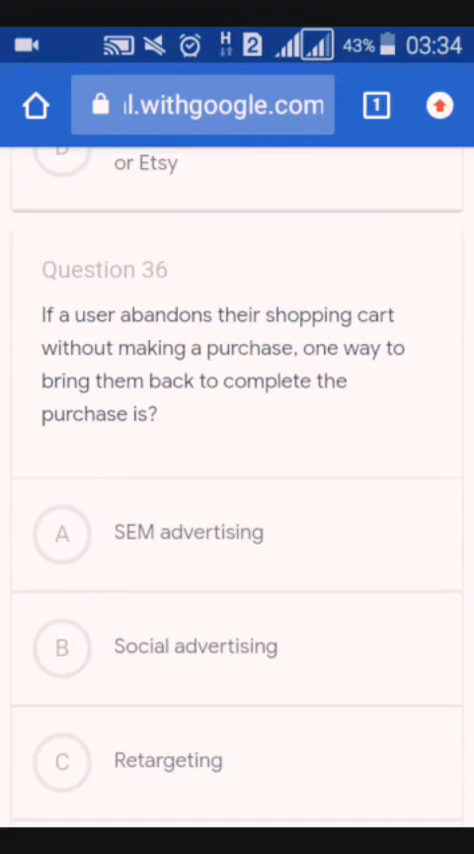 H 2 43% 03:34
l.withgoogle.com 1
D
or Etsy
Question 36
If a user abandons their shopping cart
without making a purchase, one way to
bring them back to complete the
purchase is?
A SEM advertising
B Social advertising
C Retargeting